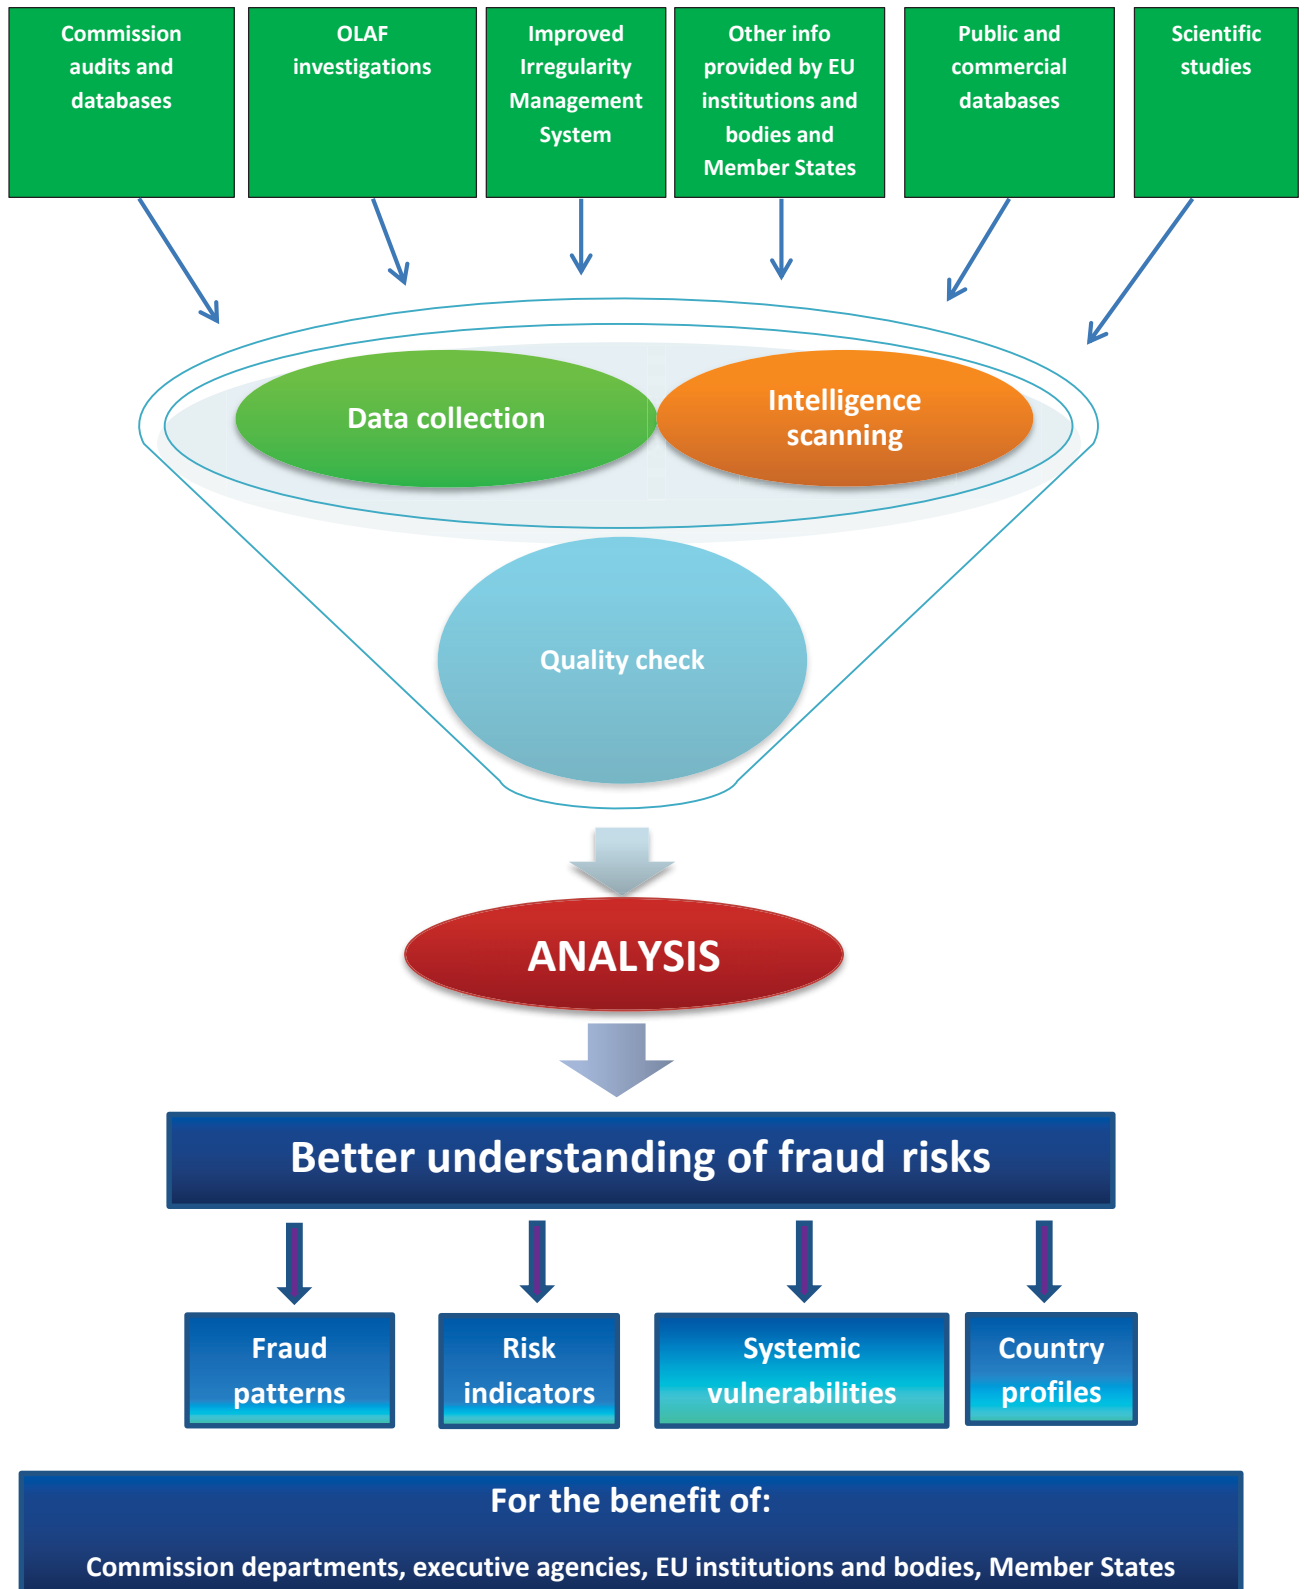 Commission
audits and
databases
OLAF
investigations
Improved
Irregularity
Management
System
Other info
provided by EU
institutions and
bodies and
Member States
Public and
commercial
databases
Scientific
studies
Data collection
Intelligence
scanning
Quality check
ANALYSIS
Better understanding of fraud risks
Fraud
patterns
Risk
indicators
Systemic
vulnerabilities
Country
profiles
For the benefit of:
Commission departments, executive agencies, EU institutions and bodies, Member States